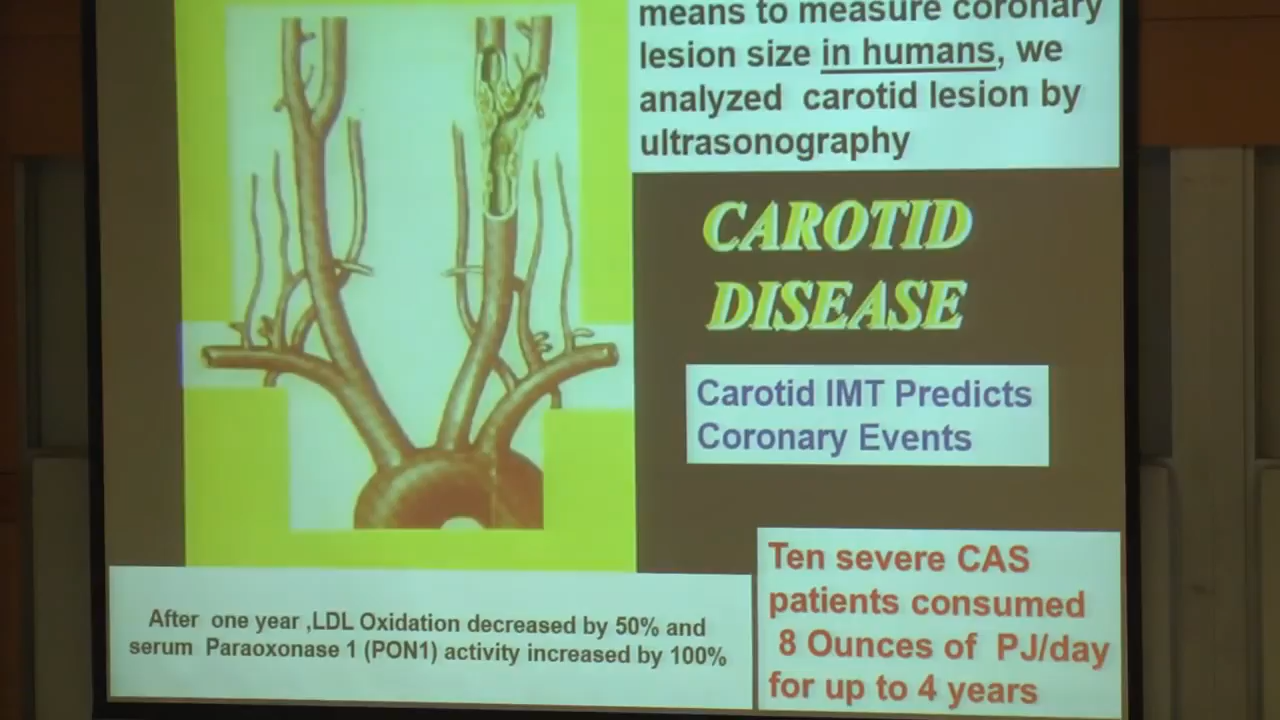 means to measure coronary
lesion size in humans, we
analyzed carotid lesion by
ultrasonography
CAROTID
DISEASE
Carotid IMT Predicts
Coronary Events
Ten severe CAS
patients consumed
8 Ounces of PJ/day
for up to 4 years
After one year ,LDL Oxidation decreased by 50% and
serum Paraoxonase 1 (PON1) activity increased by 100%